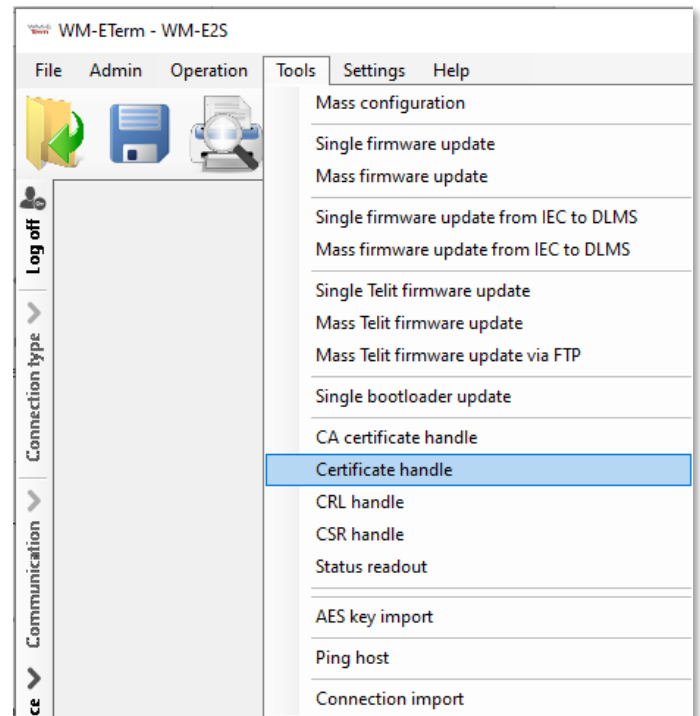 WM-E Term WM-ETerm - WM-E2S
File Admin Operation Tools Settings Help
Mass configuration
Single firmware update
Mass firmware update
Single firmware update from IEC to DLMS
Mass firmware update from IEC to DLMS
Single Telit firmware update
Mass Telit firmware update
Mass Telit firmware update via FTP
Single bootloader update
CA certificate handle
Certificate handle
CRL handle
CSR handle
Status readout
AES key import
Ping host
Connection import
Log off
Connection type
Communication
ce